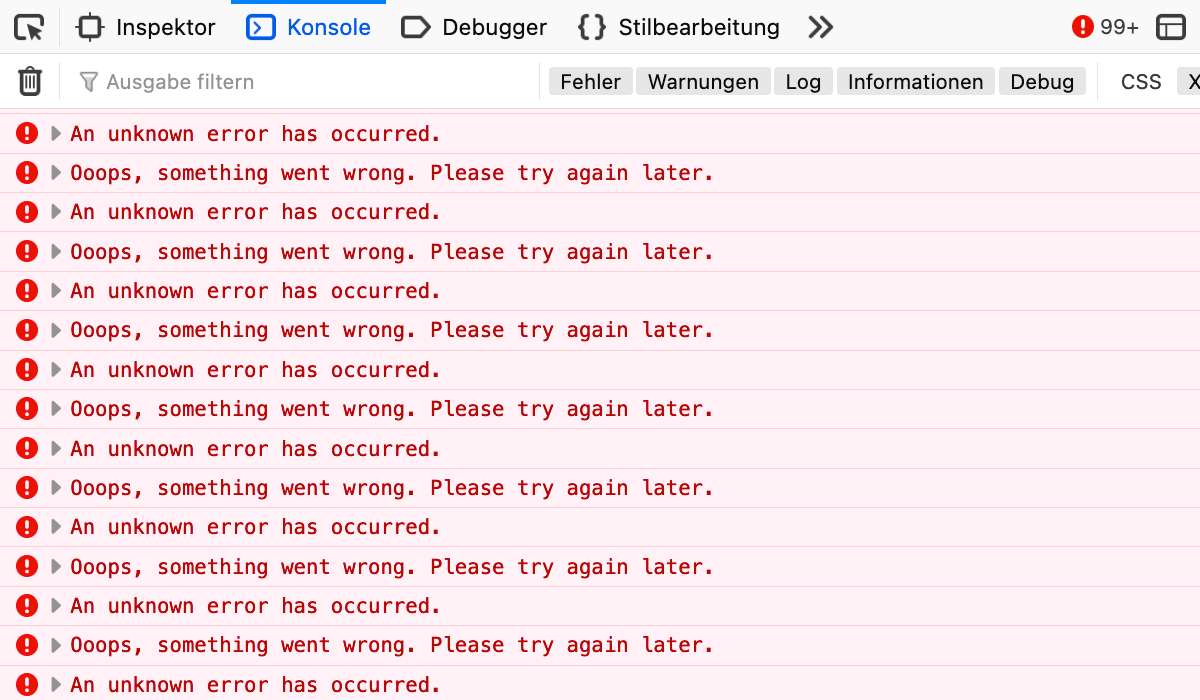 Inspektor Konsole Debugger Stilbearbeitung 99+
Ausgabe filtern Fehler Warnungen Log Informationen Debug CSS X
An unknown error has occurred.
Ooops, something went wrong. Please try again later.
An unknown error has occurred.
Ooops, something went wrong. Please try again later.
An unknown error has occurred.
Ooops, something went wrong. Please try again later.
An unknown error has occurred.
Ooops, something went wrong. Please try again later.
An unknown error has occurred.
Ooops, something went wrong. Please try again later.
An unknown error has occurred.
Ooops, something went wrong. Please try again later.
An unknown error has occurred.
Ooops, something went wrong. Please try again later.
An unknown error has occurred.